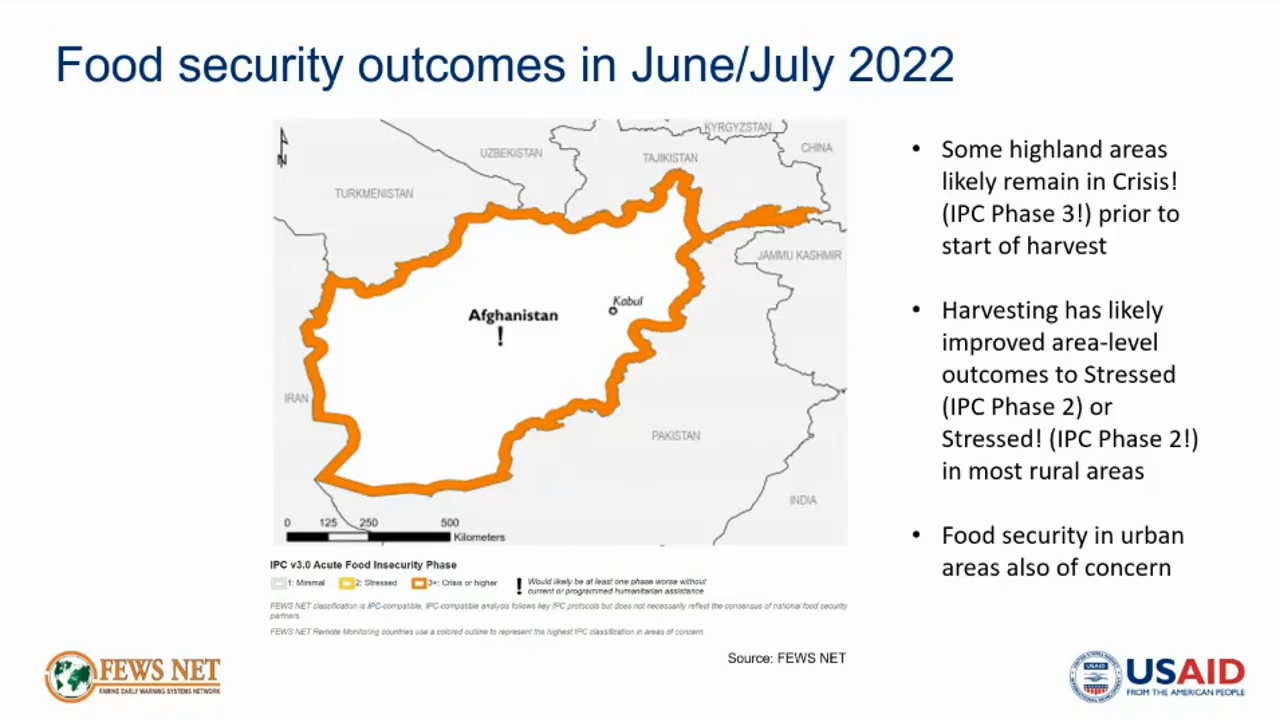 Food security outcomes in June/July 2022
N
KYRGYZSTAN
UZBEKISTAN
TAJIKISTAN
CHINA
TURKMENISTAN
JAMMU KASHMIR
Kabul
Afghanistan
!
IRAN
PAKISTAN
INDIA
0 125 250 500
Kilometers
IPC v3.0 Acute Food Insecurity Phase
1: Minimal 2: Stressed 3+: Crisis or higher ! Would likely be at least one phase worse without
current or programmed humanitarian assistance
FEWS NET classification is IPC-compatible. IPC-compatible analysis follows key IPC protocols but does not necessarily reflect the consensus of national food security
partners.
FEWS NET Remote Monitoring countries use a colored outline to represent the highest IPC classification in areas of concern.
Source: FEWS NET
• Some highland areas
likely remain in Crisis!
(IPC Phase 3!) prior to
start of harvest
• Harvesting has likely
improved area-level
outcomes to Stressed
(IPC Phase 2) or
Stressed! (IPC Phase 2!)
in most rural areas
• Food security in urban
areas also of concern
FEWS NET
FAMINE EARLY WARNING SYSTEMS NETWORK
USAID
FROM THE AMERICAN PEOPLE